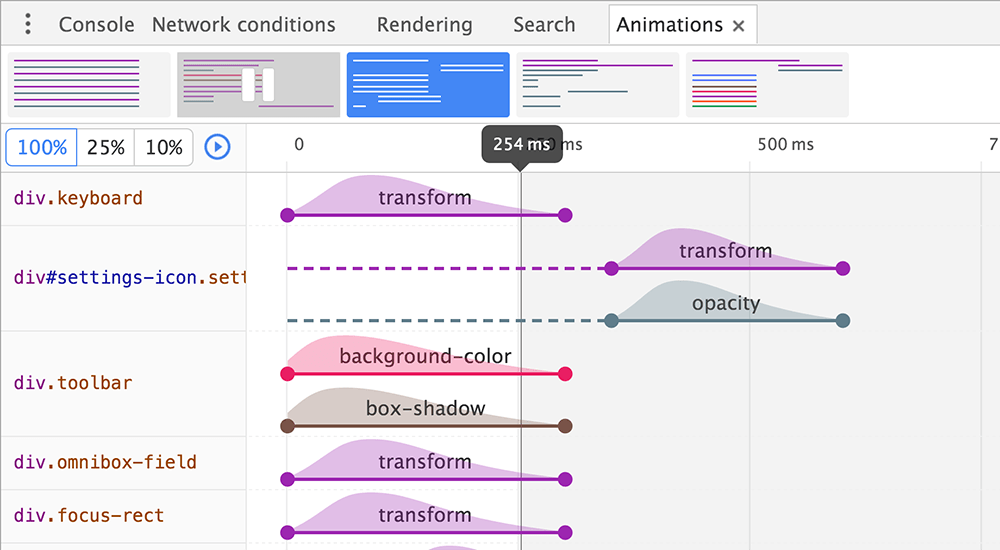 Console Network conditions Rendering Search Animations ×
100% 25% 10% 0 254 ms ms 500 ms 7
div.keyboard transform
div#settings-icon.sett transform
opacity
background-color
div.toolbar
box-shadow
div.omnibox-field transform
div.focus-rect transform